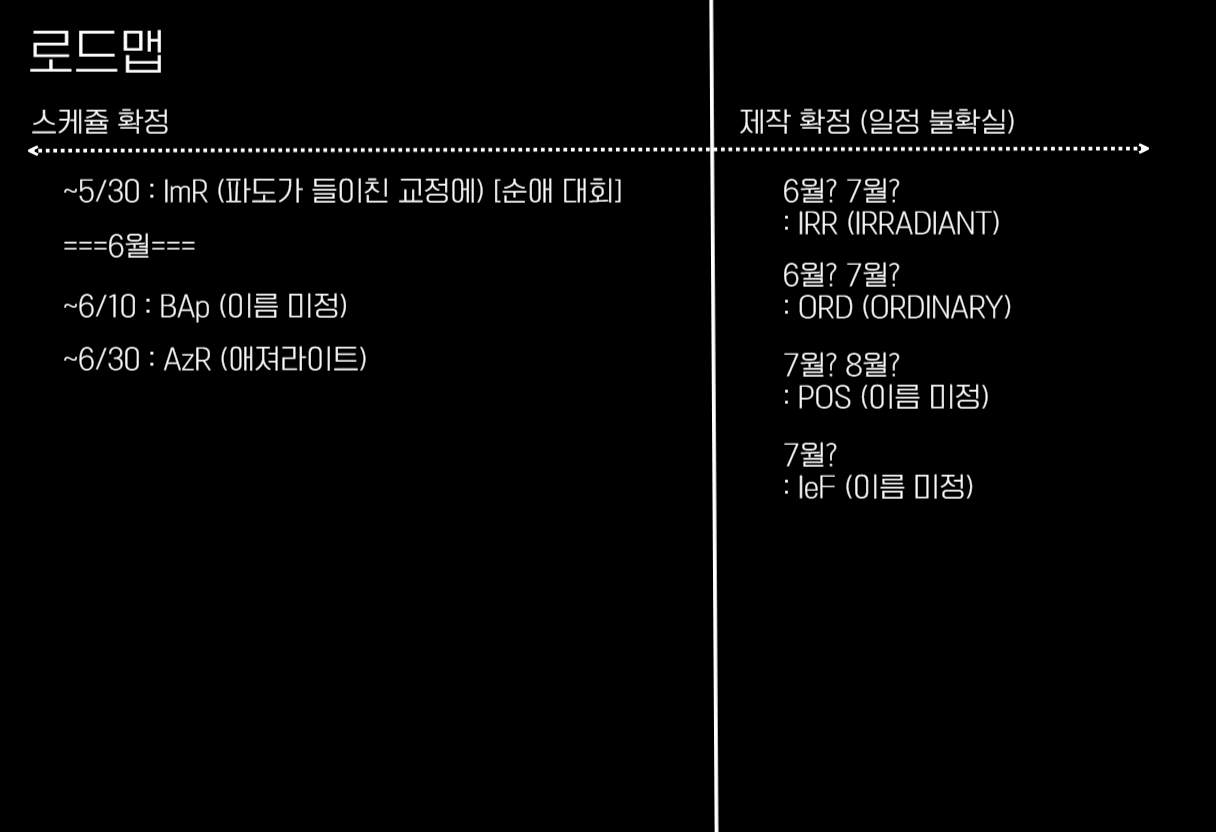 로드맵
스케쥴 확정
~5/30 : ImR (파도가 들이친 교정에) [순애 대회]
===6월===
~6/10 : BAp (이름 미정)
~6/30 : AzR (애져라이트)
제작 확정 (일정 불확실)
6월? 7월?
: IRR (IRRADIANT)
6월? 7월?
: ORD (ORDINARY)
7월? 8월?
: POS (이름 미정)
7월?
: IeF (이름 미정)